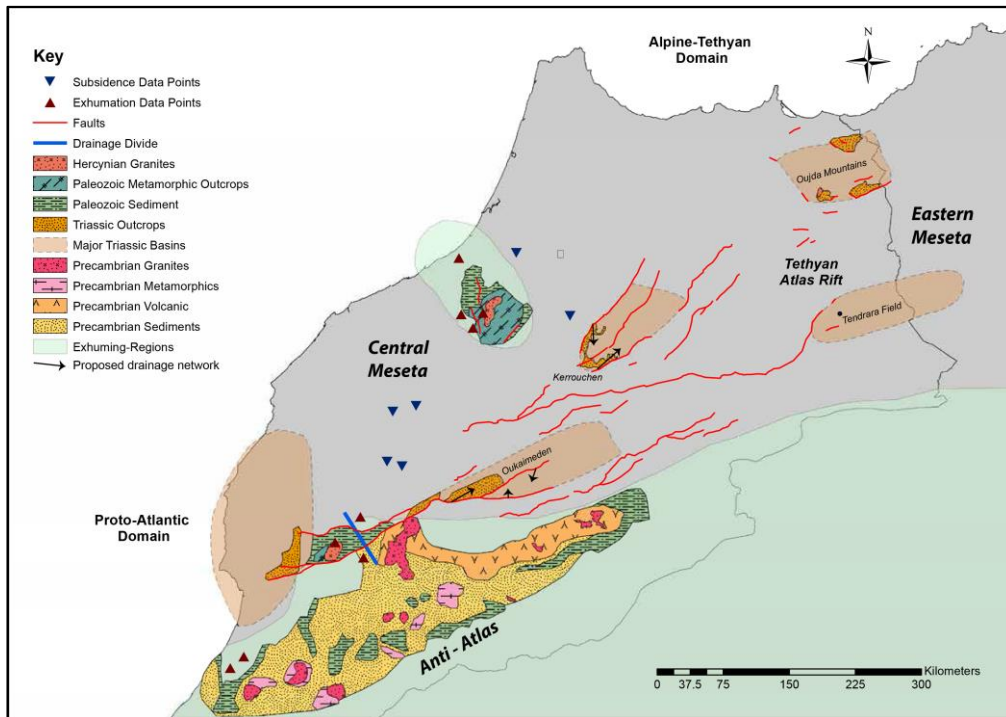 Alpine-Tethyan
Domain
N
Key
Subsidence Data Points
Exhumation Data Points
Faults
Drainage Divide
Hercynian Granites
Paleozoic Metamorphic Outcrops
Paleozoic Sediment
Triassic Outcrops
Major Triassic Basins
Precambrian Granites
Precambrian Metamorphics
Precambrian Volcanic
Precambrian Sediments
Exhuming-Regions
Proposed drainage network
Oujda Mountains
Eastern
Meseta
Tethyan
Atlas Rift
Tendrara Field
Central
Meseta
Kerrouchen
Oukaimeden
Proto-Atlantic
Domain
Anti - Atlas
Kilometers
0 37.5 75 150 225 300